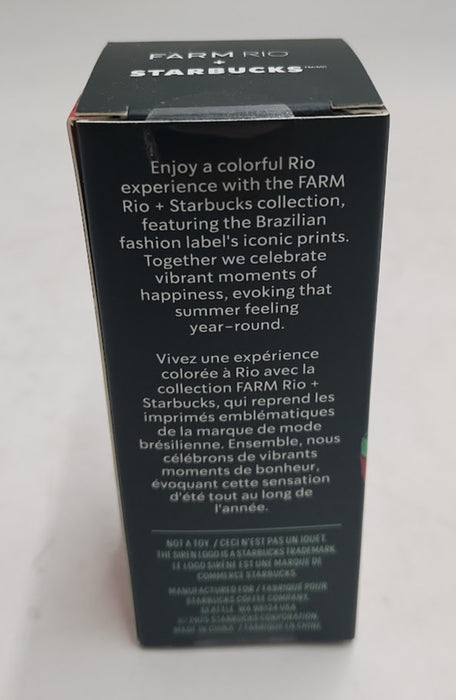 FARM RIO
+
STARBUCKS™/MD
Enjoy a colorful Rio
experience with the FARM
Rio + Starbucks collection,
featuring the Brazilian
fashion label's iconic prints.
Together we celebrate
vibrant moments of
happiness, evoking that
summer feeling
year-round.
Vivez une expérience
colorée à Rio avec la
collection FARM Rio +
Starbucks, qui reprend les
imprimés emblématiques
de la marque de mode
brésilienne. Ensemble, nous
célébrons de vibrants
moments de bonheur,
évoquant cette sensation
d'été tout au long de
l'année.
NOT A TOY / CECI N'EST PAS UN JOUET.
THE SIREN LOGO IS A STARBUCKS TRADEMARK.
LE LOGO SIRÈNE EST UNE MARQUE DE
COMMERCE STARBUCKS.
MANUFACTURED FOR / FABRIQUÉ POUR
STARBUCKS COFFEE COMPANY,
SEATTLE, WA 98134 USA
© 2025 STARBUCKS CORPORATION.
MADE IN CHINA / FABRIQUÉ EN CHINE